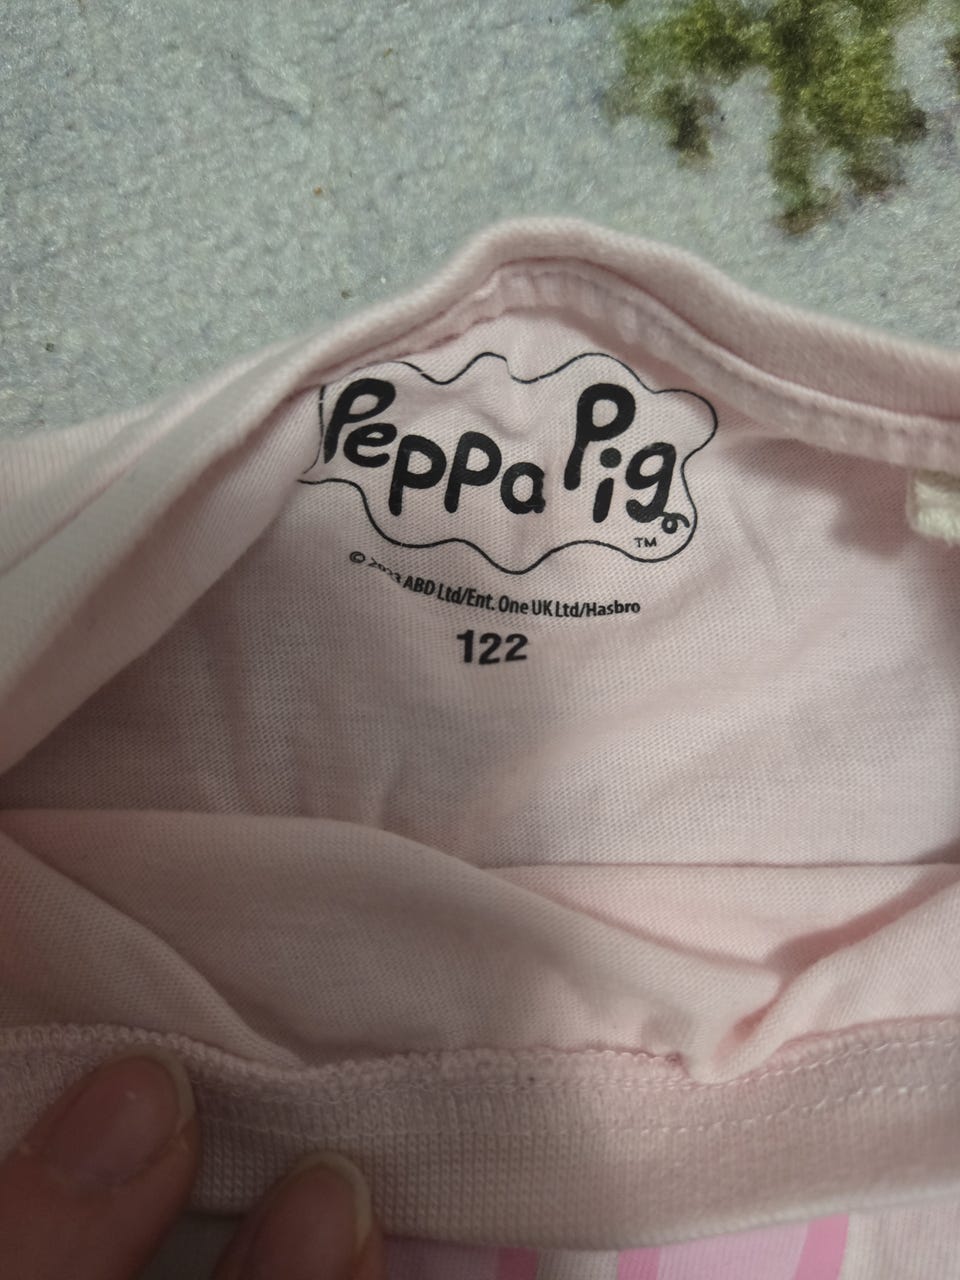 Peppa Pig
TM
© 2023 ABD Ltd/Ent. One UK Ltd/Hasbro
122